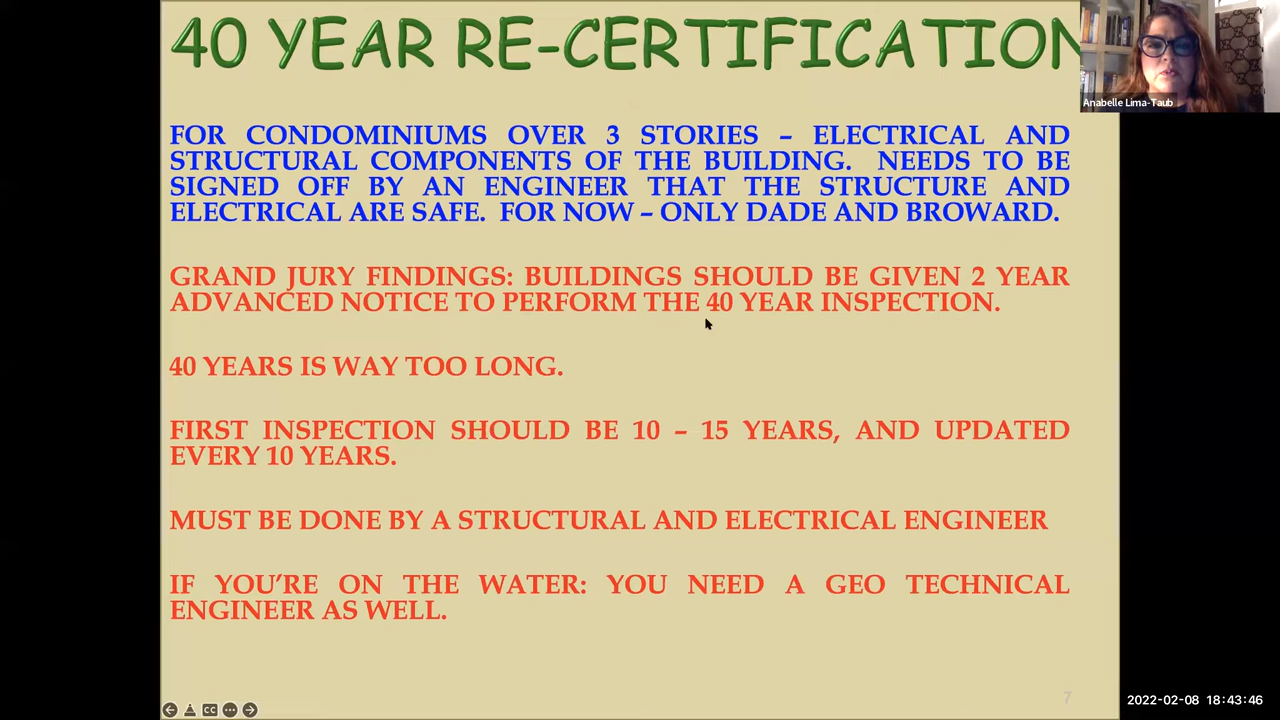 40 YEAR RE-CERTIFICATION
Anabelle Lima-Taub
FOR CONDOMINIUMS OVER 3 STORIES – ELECTRICAL AND
STRUCTURAL COMPONENTS OF THE BUILDING. NEEDS TO BE
SIGNED OFF BY AN ENGINEER THAT THE STRUCTURE AND
ELECTRICAL ARE SAFE. FOR NOW – ONLY DADE AND BROWARD.
GRAND JURY FINDINGS: BUILDINGS SHOULD BE GIVEN 2 YEAR
ADVANCED NOTICE TO PERFORM THE 40 YEAR INSPECTION.
40 YEARS IS WAY TOO LONG.
FIRST INSPECTION SHOULD BE 10 – 15 YEARS, AND UPDATED
EVERY 10 YEARS.
MUST BE DONE BY A STRUCTURAL AND ELECTRICAL ENGINEER
IF YOU’RE ON THE WATER: YOU NEED A GEO TECHNICAL
ENGINEER AS WELL.
7
CC
2022-02-08 18:43:46